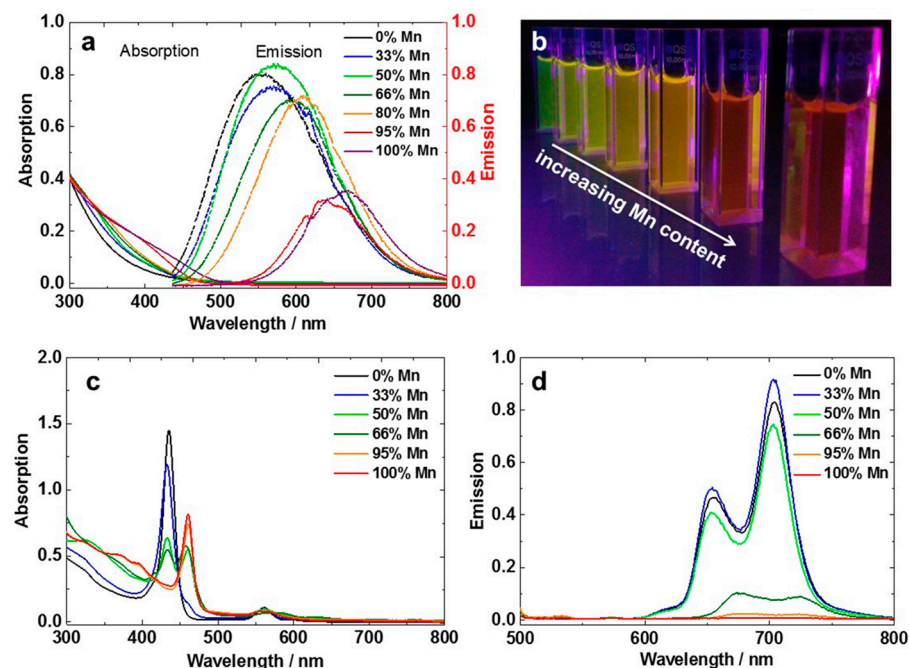 a
Absorption
Emission
0% Mn
33% Mn
50% Mn
66% Mn
80% Mn
95% Mn
100% Mn
Absorption
1.0
0.8
0.6
0.4
0.2
0.0
Emission
1.0
0.8
0.6
0.4
0.2
0.0
300 400 500 600 700 800
Wavelength / nm
b
QS
10,00mm
QS
QS
QS
increasing Mn content
c
0% Mn
33% Mn
50% Mn
66% Mn
95% Mn
100% Mn
Absorption
2.0
1.5
1.0
0.5
0.0
300 400 500 600 700 800
Wavelength / nm
d
0% Mn
33% Mn
50% Mn
66% Mn
95% Mn
100% Mn
Emission
1.0
0.8
0.6
0.4
0.2
0.0
500 600 700 800
Wavelength / nm